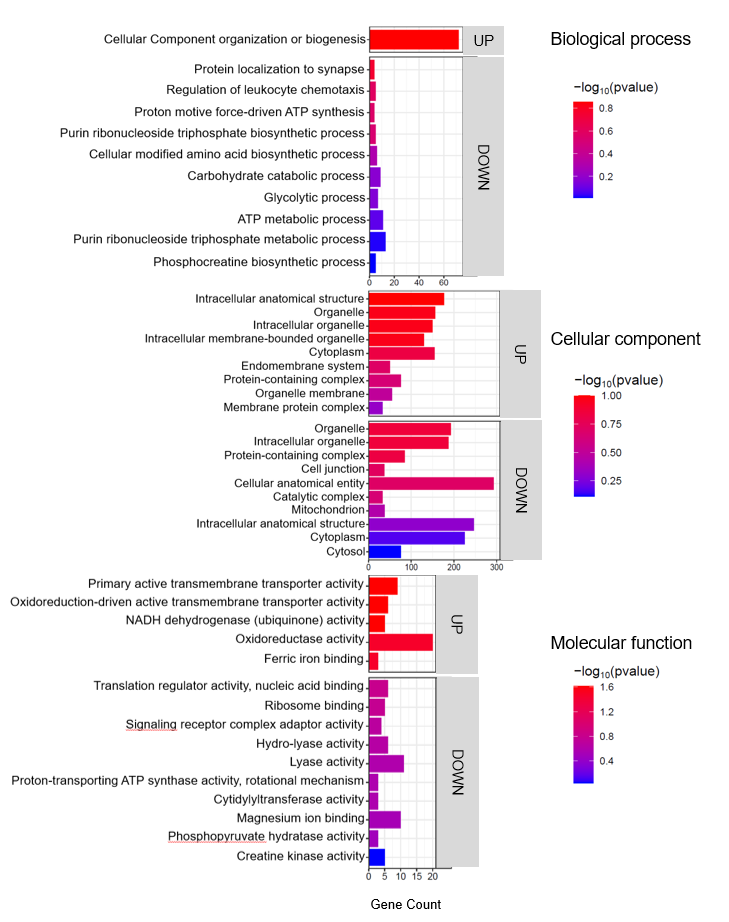 Cellular Component organization or biogenesis
UP
Biological process
Protein localization to synapse
Regulation of leukocyte chemotaxis
Proton motive force-driven ATP synthesis
Purin ribonucleoside triphosphate biosynthetic process
Cellular modified amino acid biosynthetic process
Carbohydrate catabolic process
Glycolytic process
ATP metabolic process
Purin ribonucleoside triphosphate metabolic process
Phosphocreatine biosynthetic process
DOWN
0 20 40 60
−log10(pvalue)
0.8
0.6
0.4
0.2
Intracellular anatomical structure
Organelle
Intracellular organelle
Intracellular membrane-bounded organelle
Cytoplasm
Endomembrane system
Protein-containing complex
Organelle membrane
Membrane protein complex
UP
Cellular component
−log10(pvalue)
1.00
0.75
0.50
0.25
Organelle
Intracellular organelle
Protein-containing complex
Cell junction
Cellular anatomical entity
Catalytic complex
Mitochondrion
Intracellular anatomical structure
Cytoplasm
Cytosol
DOWN
0 100 200 300
Primary active transmembrane transporter activity
Oxidoreduction-driven active transmembrane transporter activity
NADH dehydrogenase (ubiquinone) activity
Oxidoreductase activity
Ferric iron binding
UP
Molecular function
−log10(pvalue)
1.6
1.2
0.8
0.4
Translation regulator activity, nucleic acid binding
Ribosome binding
Signaling receptor complex adaptor activity
Hydro-lyase activity
Lyase activity
Proton-transporting ATP synthase activity, rotational mechanism
Cytidylyltransferase activity
Magnesium ion binding
Phosphopyruvate hydratase activity
Creatine kinase activity
DOWN
0 5 10 15 20
Gene Count